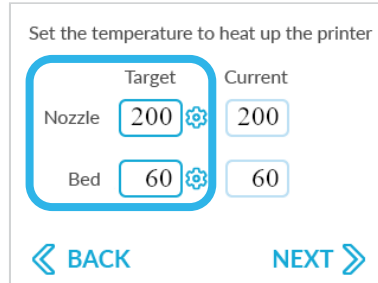 Set the temperature to heat up the printer
Target Current
Nozzle 200 200
Bed 60 60
BACK NEXT